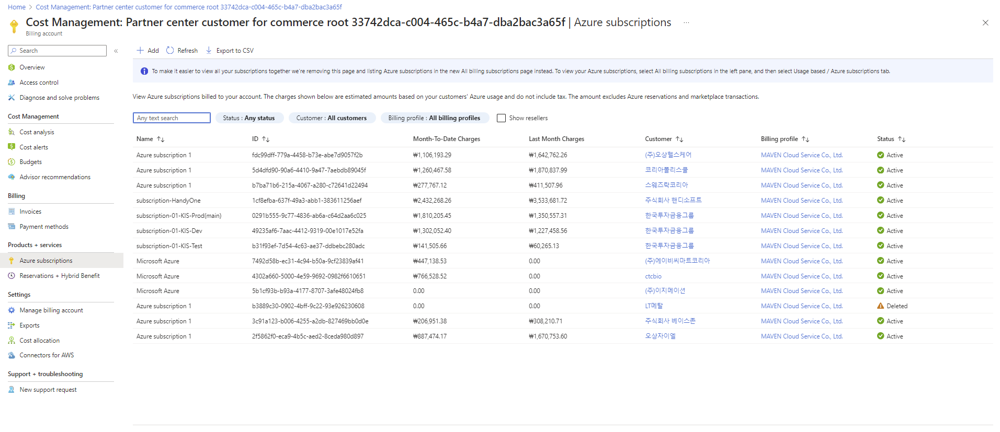 Home > Cost Management: Partner center customer for commerce root 33742dca-c004-465c-b4a7-dba2bac3a65f
Cost Management: Partner center customer for commerce root 33742dca-c004-465c-b4a7-dba2bac3a65f | Azure subscriptions ...
Billing account
Search «
Overview
Access control
Diagnose and solve problems
Cost Management
Cost analysis
Cost alerts
Budgets
Advisor recommendations
Billing
Invoices
Payment methods
Products + services
Azure subscriptions
Reservations + Hybrid Benefit
Settings
Manage billing account
Exports
Cost allocation
Connectors for AWS
Support + troubleshooting
New support request
Add Refresh Export to CSV
To make it easier to view all your subscriptions together we're removing this page and listing Azure subscriptions in the new All billing subscriptions page instead. To view your Azure subscriptions, select All billing subscriptions in the left pane, and then select Usage based / Azure subscriptions tab.
View Azure subscriptions billed to your account. The charges shown below are estimated amounts based on your customers' Azure usage and do not include tax. The amount excludes Azure reservations and marketplace transactions.
Any text search Status : Any status Customer : All customers Billing profile : All billing profiles Show resellers
Name ↑↓ ID ↑↓ Month-To-Date Charges Last Month Charges Customer ↑↓ Billing profile ↑↓ Status ↑↓
Azure subscription 1 fdc99dff-779a-4458-b73e-abe7d9057f2b ₩1,106,193.29 ₩1,642,762.26 (주)오상헬스케어 MAVEN Cloud Service Co., Ltd. Active
Azure subscription 1 5d4dfd90-90a6-4410-9a47-7aebdb89045f ₩1,260,467.58 ₩1,870,837.99 코리아폴리스쿨 MAVEN Cloud Service Co., Ltd. Active
Azure subscription 1 b7ba71b6-215a-4067-a280-c72641d22494 ₩277,767.12 ₩411,507.96 스웨즈락코리아 MAVEN Cloud Service Co., Ltd. Active
subscription-HandyOne 1cf8efba-637f-49a3-abb1-383611256aef ₩2,432,268.26 ₩3,533,681.72 주식회사 핸디소프트 MAVEN Cloud Service Co., Ltd. Active
subscription-01-KIS-Prod(main) 0291b555-9c77-4836-ab6a-c64d2aa6c025 ₩1,810,205.45 ₩1,350,557.31 한국투자금융그룹 MAVEN Cloud Service Co., Ltd. Active
subscription-01-KIS-Dev 49235af6-7aac-4412-9319-00e1017e52fa ₩1,302,052.40 ₩1,227,458.56 한국투자금융그룹 MAVEN Cloud Service Co., Ltd. Active
subscription-01-KIS-Test b31f93ef-7d54-4c63-ae37-ddbebc280adc ₩141,505.66 ₩60,265.13 한국투자금융그룹 MAVEN Cloud Service Co., Ltd. Active
Microsoft Azure 7492d58b-ec31-4c94-b50a-9cf23839af41 ₩447,138.53 0.00 (주)에이비씨마트코리아 MAVEN Cloud Service Co., Ltd. Active
Microsoft Azure 4302a660-5000-4e59-9692-0982f6610651 ₩766,528.52 0.00 ctcbio MAVEN Cloud Service Co., Ltd. Active
Microsoft Azure 5b1cf93b-b93a-4177-8707-3afe48024fb8 0.00 0.00 (주)이지메이션 MAVEN Cloud Service Co., Ltd. Active
Azure subscription 1 b3889c30-0902-4bff-9c22-93e926230608 0.00 0.00 LT메탈 MAVEN Cloud Service Co., Ltd. Deleted
Azure subscription 1 3c91a123-b006-4255-a2db-827469bb0d0e ₩206,951.38 ₩308,210.71 주식회사 베이스존 MAVEN Cloud Service Co., Ltd. Active
Azure subscription 1 2f5862f0-eca9-4b5c-aed2-8ceda980d897 ₩887,474.17 ₩1,670,753.60 오상자이엘 MAVEN Cloud Service Co., Ltd. Active